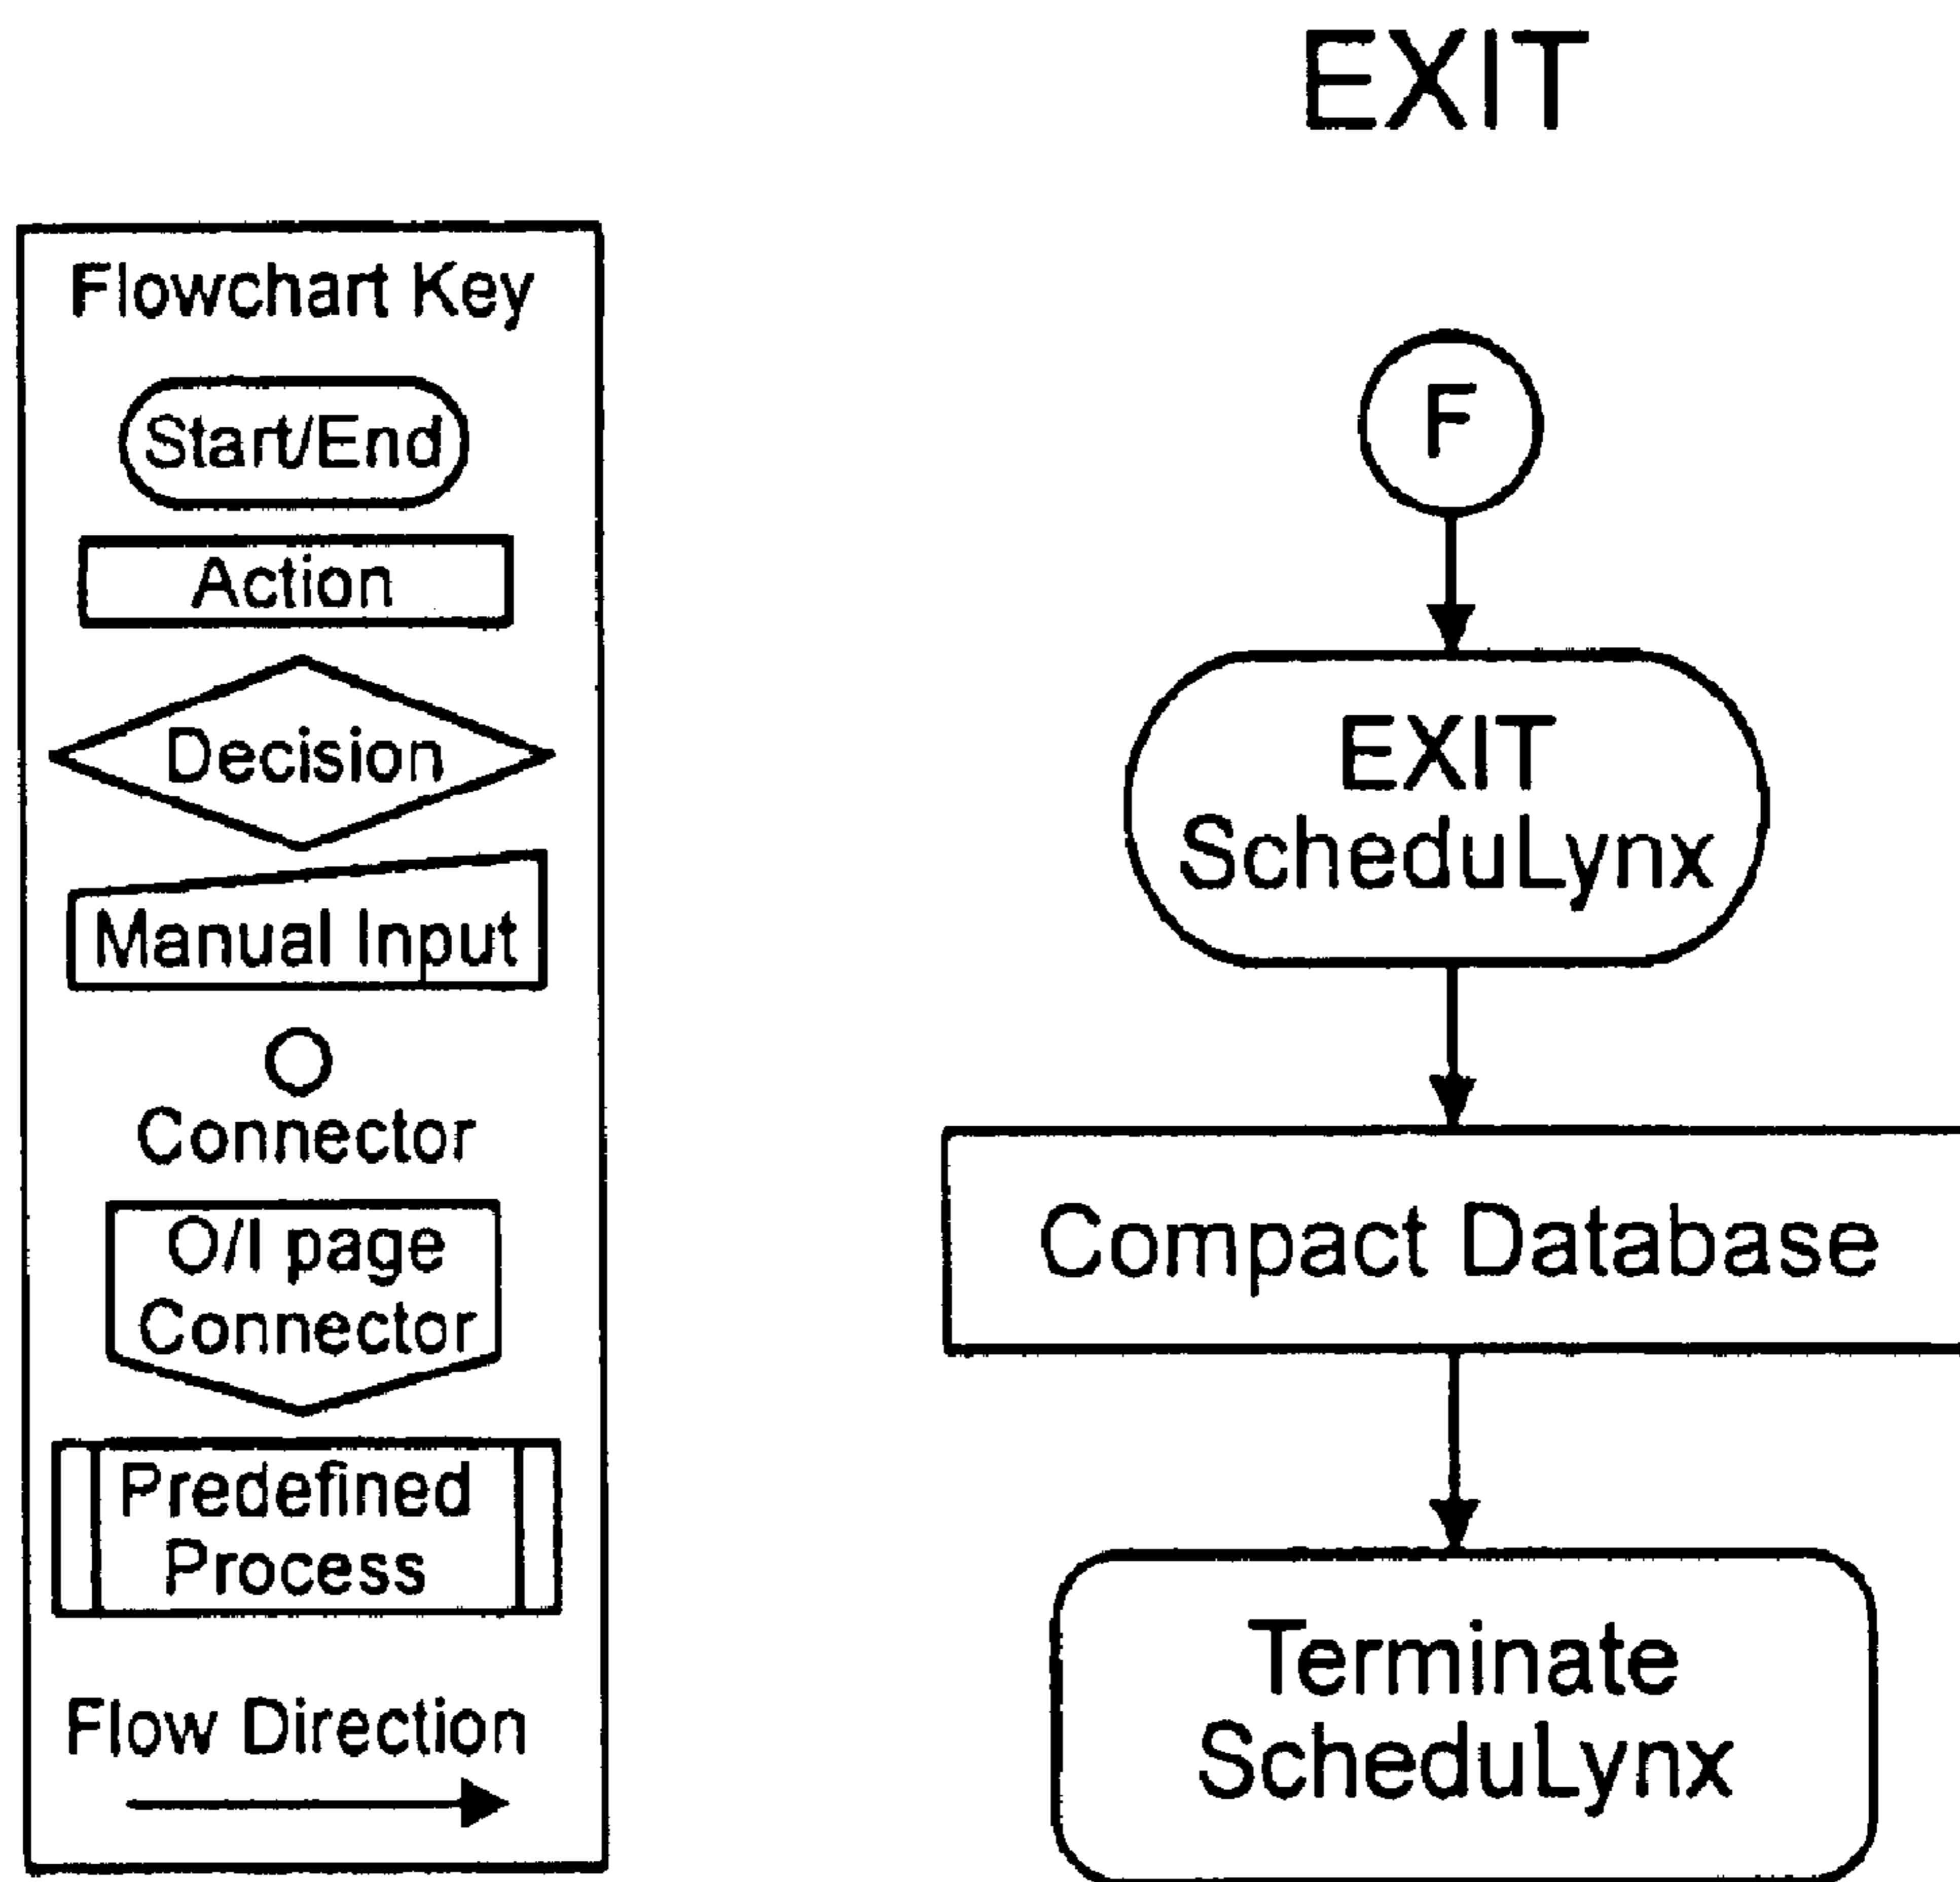 EXIT
Flowchart Key
Start/End
Action
Decision
Manual Input
Connector
O/I page
Connector
Predefined
Process
Flow Direction
F
EXIT
ScheduLynx
Compact Database
Terminate
ScheduLynx